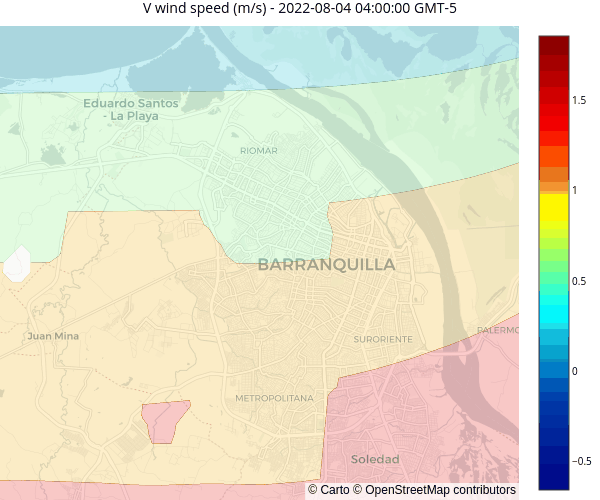 V wind speed (m/s) - 2022-08-04 04:00:00 GMT-5
Eduardo Santos
- La Playa
RIOMAR
BARRANQUILLA
Juan Mina
SURORIENTE
PALERMO
METROPOLITANA
Soledad
© Carto © OpenStreetMap contributors
1.5
1
0.5
0
−0.5